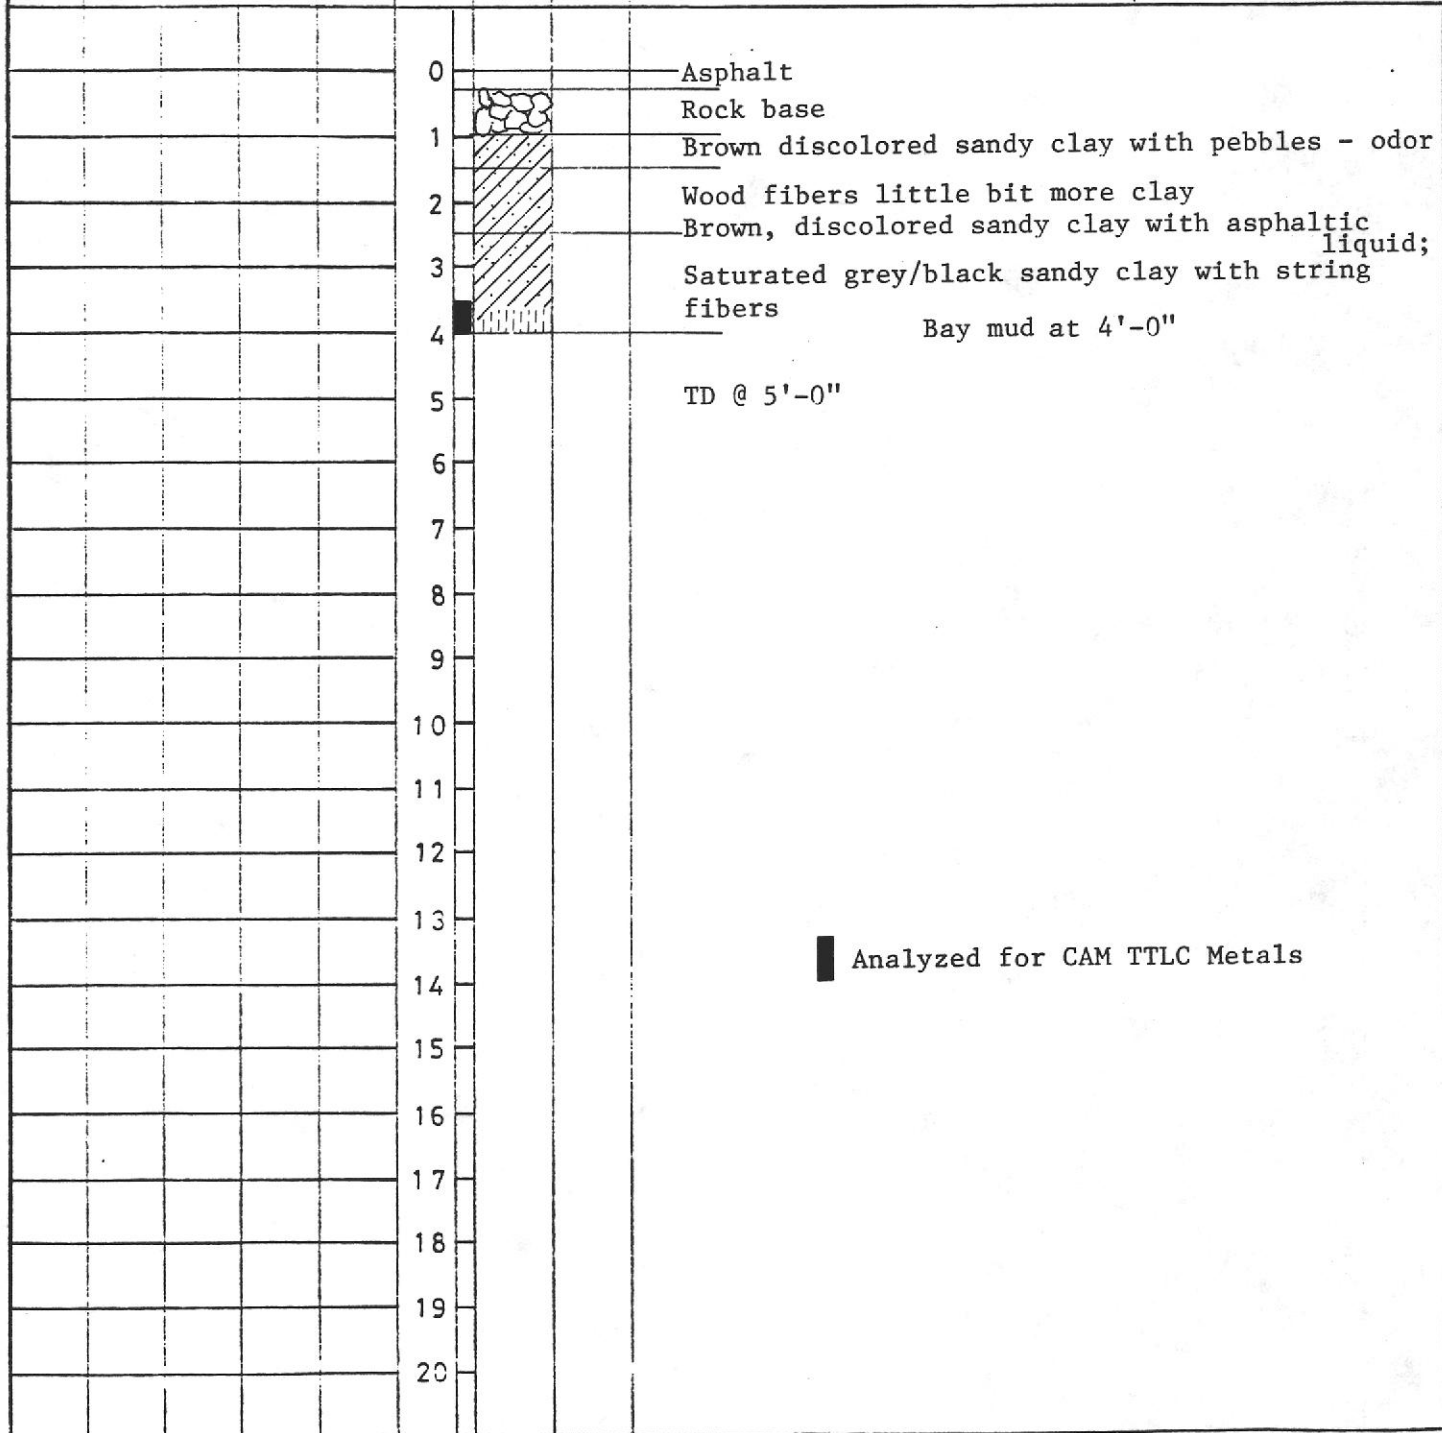 0 Asphalt
Rock base
1
Brown discolored sandy clay with pebbles - odor
Wood fibers little bit more clay
2
Brown, discolored sandy clay with asphaltic
liquid;
3 Saturated grey/black sandy clay with string
fibers
Bay mud at 4'-0"
4
5 TD @ 5'-0"
6
7
8
9
10
11
12
13
Analyzed for CAM TTLC Metals
14
15
16
17
18
19
20